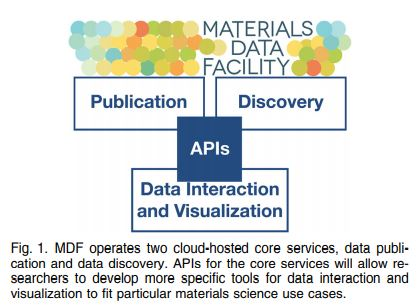 MATERIALS
DATA
FACILITY
Publication
Discovery
APIs
Data Interaction
and Visualization
Fig. 1. MDF operates two cloud-hosted core services, data publi-
cation and data discovery. APIs for the core services will allow re-
searchers to develop more specific tools for data interaction and
visualization to fit particular materials science use cases.